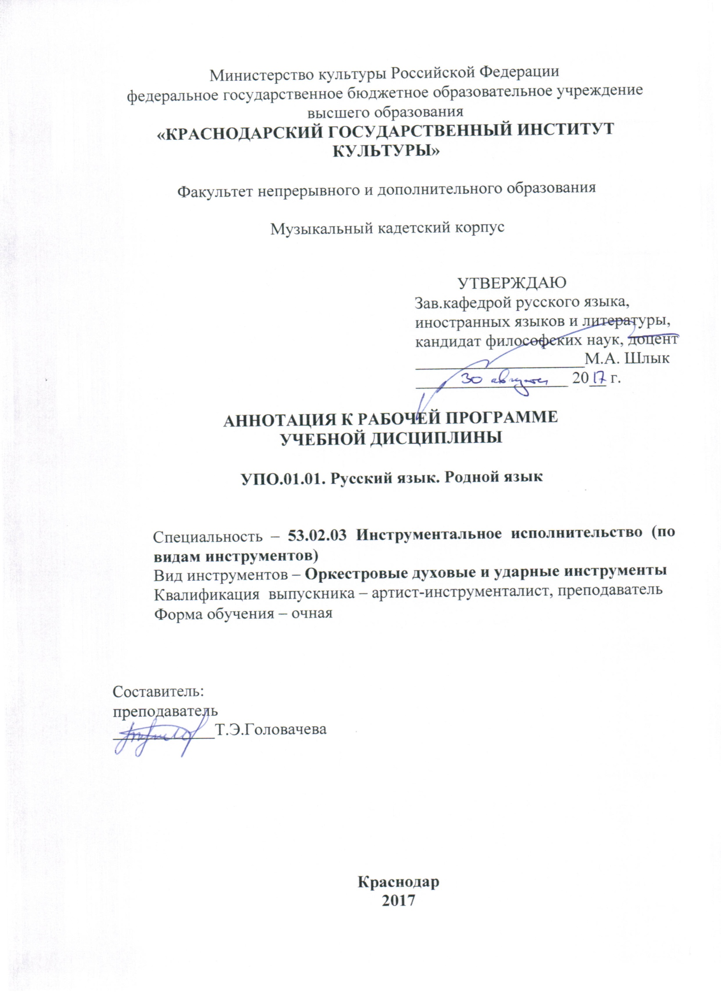 Министерство культуры Российской Федерации
федеральное государственное бюджетное образовательное учреждение
высшего образования
«КРАСНОДАРСКИЙ ГОСУДАРСТВЕННЫЙ ИНСТИТУТ
КУЛЬТУРЫ»
Факультет непрерывного и дополнительного образования
Музыкальный кадетский корпус
УТВЕРЖДАЮ
Зав.кафедрой русского языка,
иностранных языков и литературы,
кандидат философских наук, доцент
М.А. Шлык
30 августа 2017 г.
АННОТАЦИЯ К РАБОЧЕЙ ПРОГРАММЕ
УЧЕБНОЙ ДИСЦИПЛИНЫ
УПО.01.01. Русский язык. Родной язык
Специальность – 53.02.03 Инструментальное исполнительство (по
видам инструментов)
Вид инструментов – Оркестровые духовые и ударные инструменты
Квалификация выпускника – артист-инструменталист, преподаватель
Форма обучения – очная
Составитель:
преподаватель
Т.Э.Головачева
Краснодар
2017